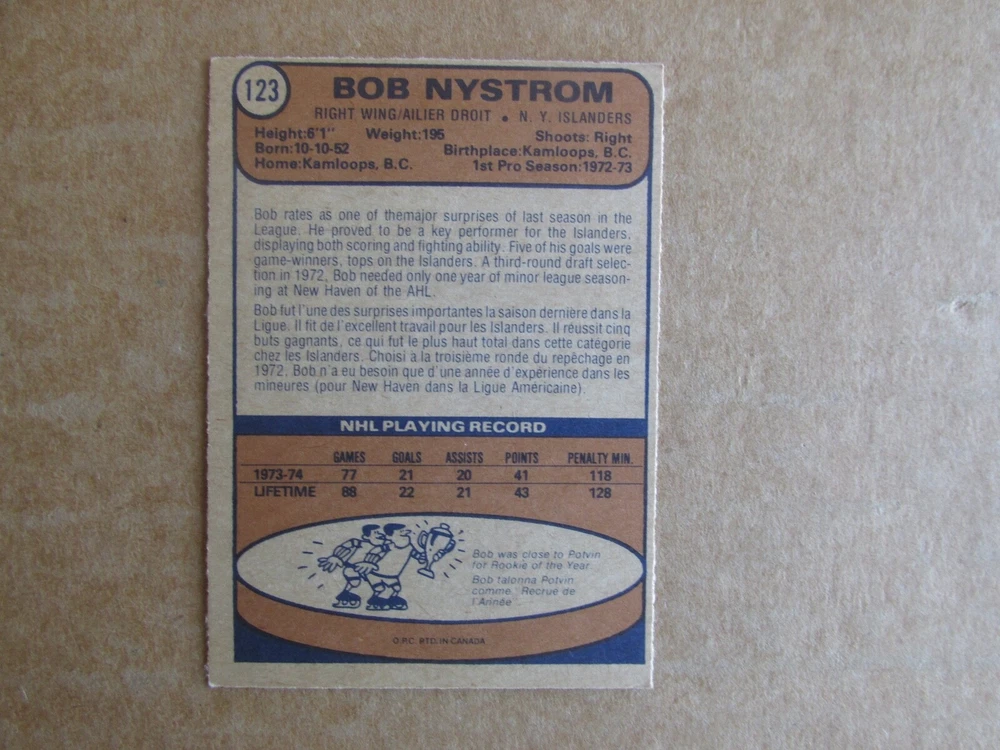 123
BOB NYSTROM
RIGHT WING/AILIER DROIT • N. Y. ISLANDERS
Height:6'1" Weight:195 Shoots: Right
Born:10-10-52 Birthplace:Kamloops, B.C.
Home:Kamloops, B.C. 1st Pro Season:1972-73
Bob rates as one of themajor surprises of last season in the
League. He proved to be a key performer for the Islanders,
displaying both scoring and fighting ability. Five of his goals were
game-winners, tops on the Islanders. A third-round draft selec-
tion in 1972, Bob needed only one year of minor league season-
ing at New Haven of the AHL.
Bob fut l'une des surprises importantes la saison dernière dans la
Ligue. Il fit de l'excellent travail pour les Islanders. Il réussit cinq
buts gagnants, ce qui fut le plus haut total dans cette catégorie
chez les Islanders. Choisi à la troisième ronde du repêchage en
1972, Bob n'a eu besoin que d'une année d'expérience dans les
mineures (pour New Haven dans la Ligue Américaine).
NHL PLAYING RECORD
GAMES GOALS ASSISTS POINTS PENALTY MIN.
1973-74 77 21 20 41 118
LIFETIME 88 22 21 43 128
Bob was close to Potvin
for Rookie of the Year.
Bob talonna Potvin
comme "Recrue de
l'Année".
O.P.C. PTD. IN CANADA